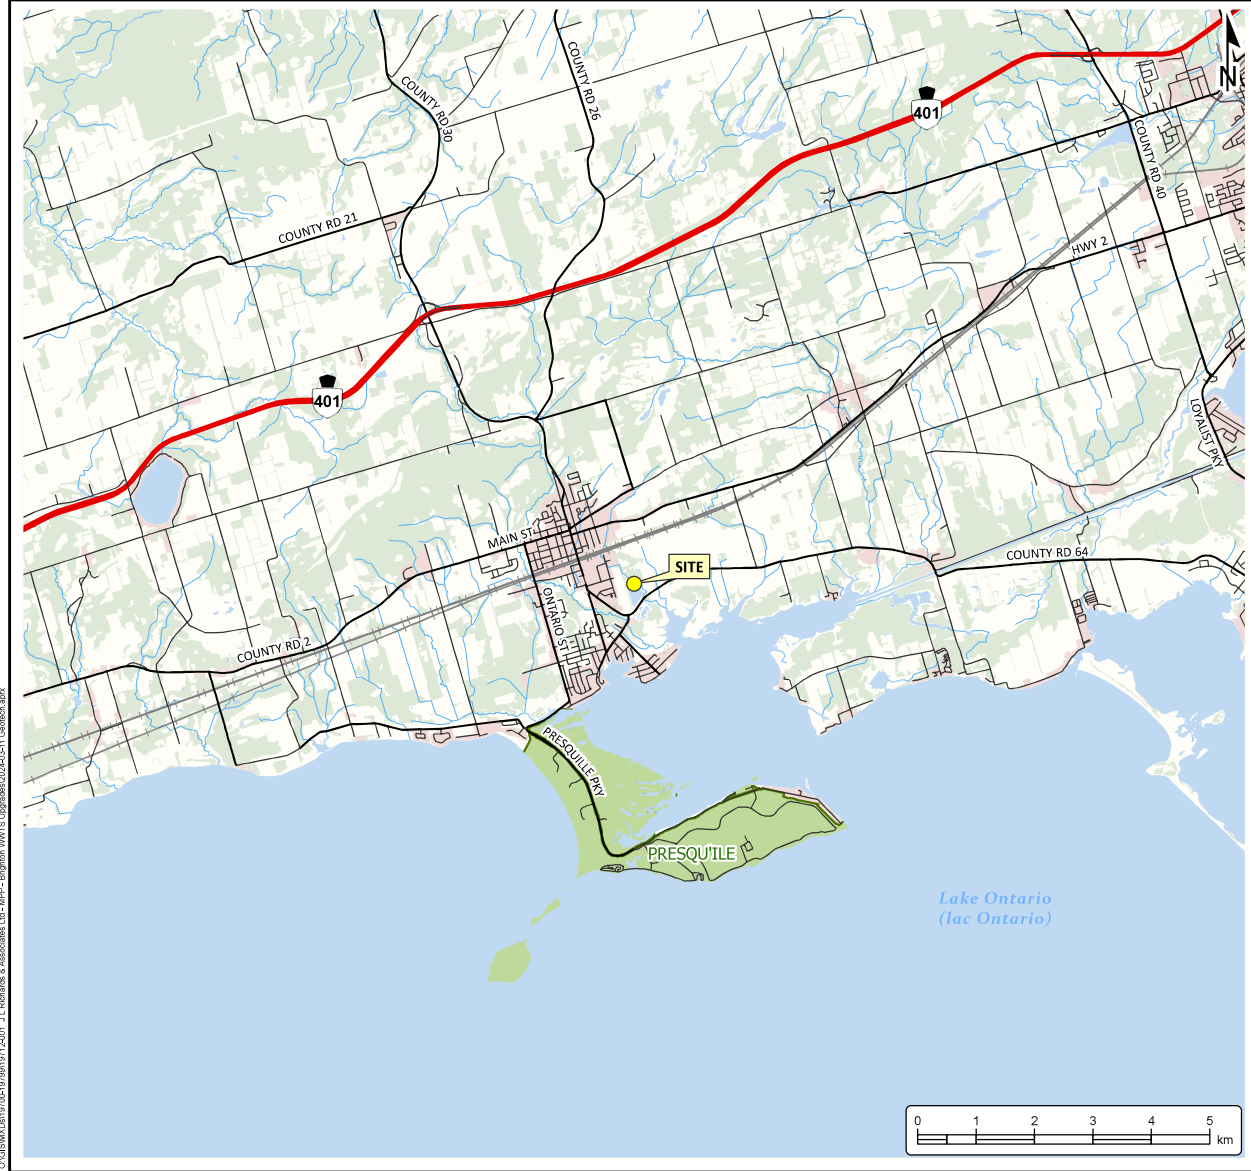 COUNTY RD 26
COUNTY RD 30
401
N
COUNTY RD 40
COUNTY RD 21
HWY 2
401
LOYALIST PKY
MAIN ST
COUNTY RD 64
SITE
ONTARIO ST
COUNTY RD 2
PRESQUILLE PKY
PRESQU'ILE
Lake Ontario
(lac Ontario)
0 1 2 3 4 5
km